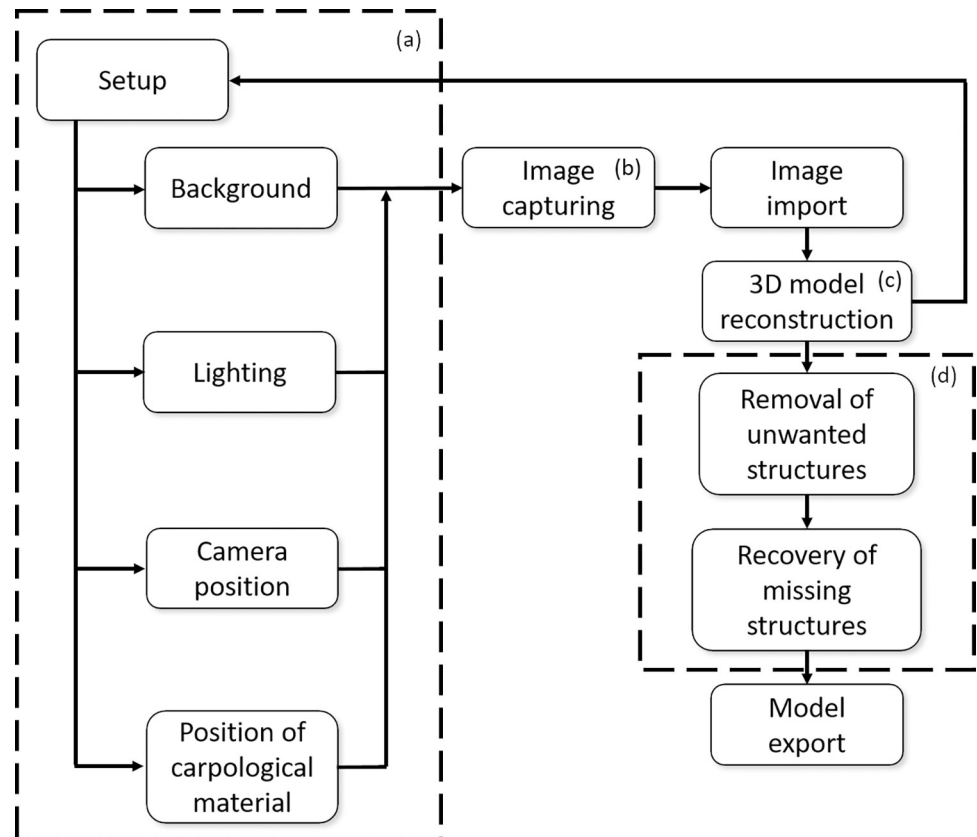 (a)
Setup
Background
Lighting
Camera
position
Position of
carpological
material
Image (b)
capturing
Image
import
3D model (c)
reconstruction
(d)
Removal of
unwanted
structures
Recovery of
missing
structures
Model
export